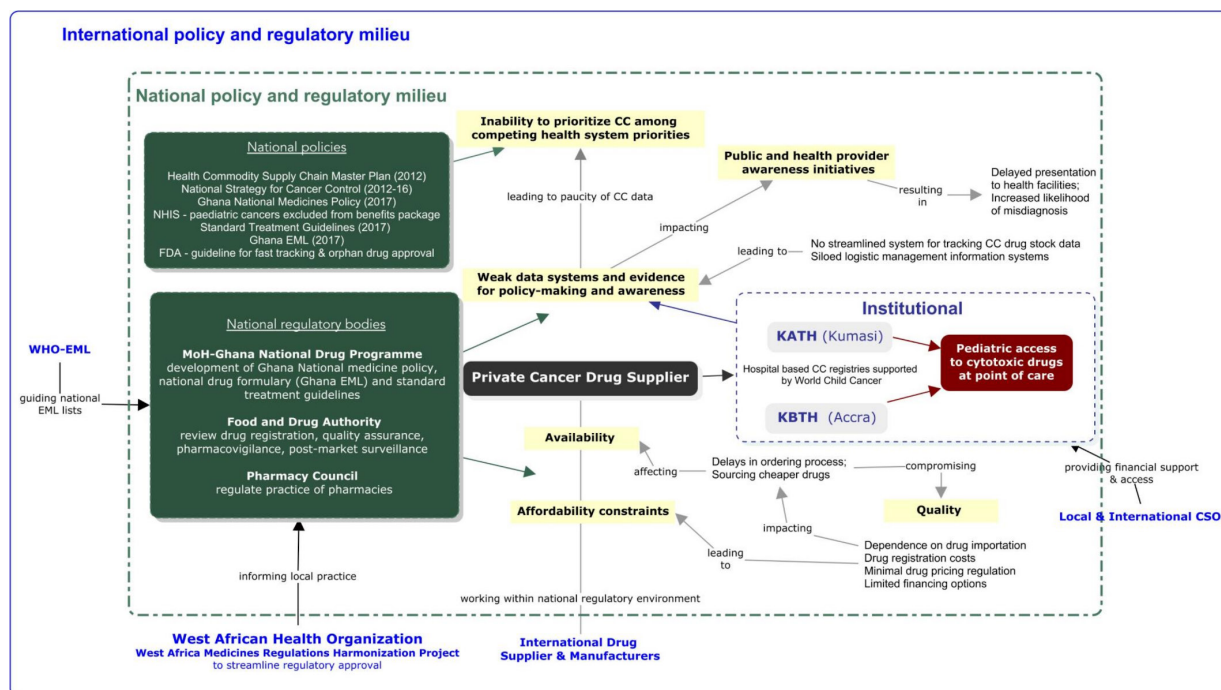 International policy and regulatory milieu
National policy and regulatory milieu
National policies
Health Commodity Supply Chain Master Plan (2012)
National Strategy for Cancer Control (2012-16)
Ghana National Medicines Policy (2017)
NHIS - paediatric cancers excluded from benefits package
Standard Treatment Guidelines (2017)
Ghana EML (2017)
FDA - guideline for fast tracking & orphan drug approval
Inability to prioritize CC among
competing health system priorities
leading to paucity of CC data
Public and health provider
awareness initiatives
resulting
in
Delayed presentation
to health facilities;
Increased likelihood
of misdiagnosis
impacting
Weak data systems and evidence
for policy-making and awareness
leading to
No streamlined system for tracking CC drug stock data
Siloed logistic management information systems
National regulatory bodies
MoH-Ghana National Drug Programme
development of Ghana National medicine policy,
national drug formulary (Ghana EML) and standard
treatment guidelines
Food and Drug Authority
review drug registration, quality assurance,
pharmacovigilance, post-market surveillance
Pharmacy Council
regulate practice of pharmacies
WHO-EML
guiding national
EML lists
Private Cancer Drug Supplier
Institutional
KATH (Kumasi)
Hospital based CC registries supported
by World Child Cancer
KBTH (Accra)
Pediatric access
to cytotoxic drugs
at point of care
Availability
affecting
Delays in ordering process;
Sourcing cheaper drugs
compromising
Quality
Affordability constraints
impacting
leading
to
Dependence on drug importation
Drug registration costs
Minimal drug pricing regulation
Limited financing options
providing financial support
& access
Local & International CSO
informing local practice
working within national regulatory environment
West African Health Organization
West Africa Medicines Regulations Harmonization Project
to streamline regulatory approval
International Drug
Supplier & Manufacturers